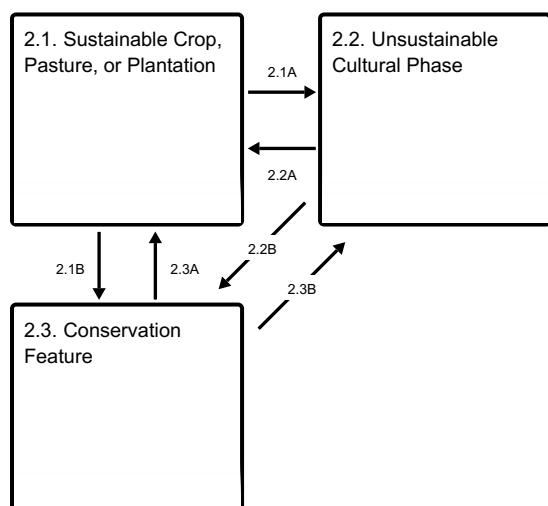 2.1. Sustainable Crop,
Pasture, or Plantation
2.2. Unsustainable
Cultural Phase
2.1A
2.2A
2.1B
2.3A
2.2B
2.3B
2.3. Conservation
Feature